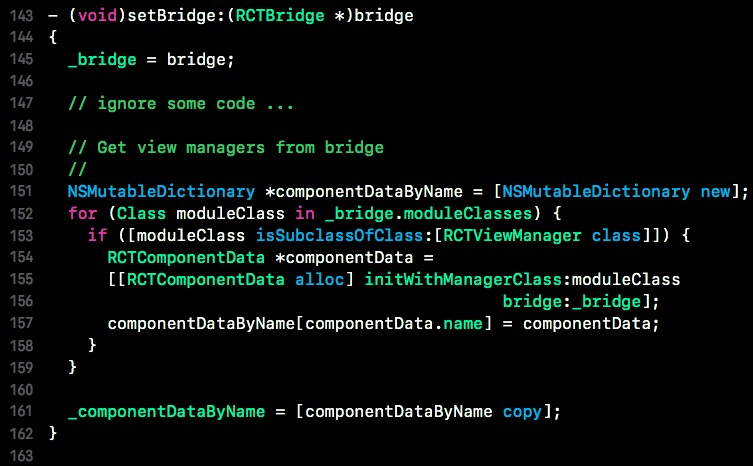 143 - (void)setBridge:(RCTBridge *)bridge
144 {
145   _bridge = bridge;
146
147   // ignore some code ...
148
149   // Get view managers from bridge
150   //
151   NSMutableDictionary *componentDataByName = [NSMutableDictionary new];
152   for (Class moduleClass in _bridge.moduleClasses) {
153     if ([moduleClass isSubclassOfClass:[RCTViewManager class]]) {
154       RCTComponentData *componentData =
155       [[RCTComponentData alloc] initWithManagerClass:moduleClass
156                                               bridge:_bridge];
157       componentDataByName[componentData.name] = componentData;
158     }
159   }
160
161   _componentDataByName = [componentDataByName copy];
162 }
163